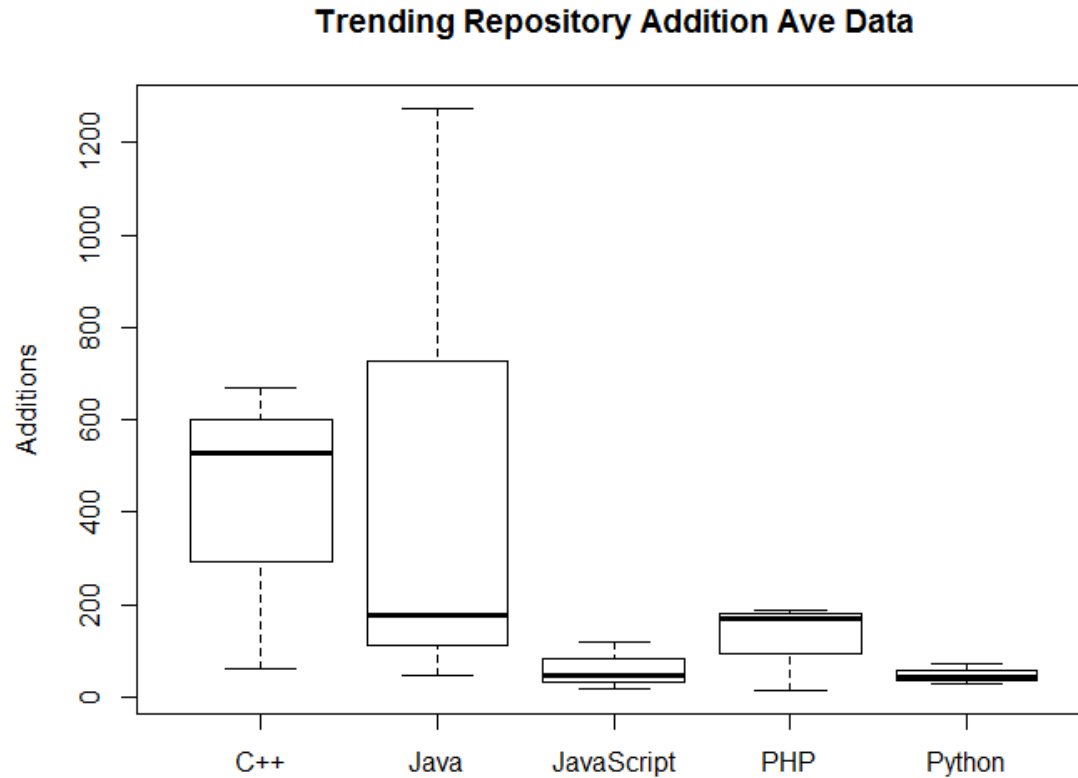 Trending Repository Addition Ave Data
Additions
1200
1000
800
600
400
200
0
C++ Java JavaScript PHP Python